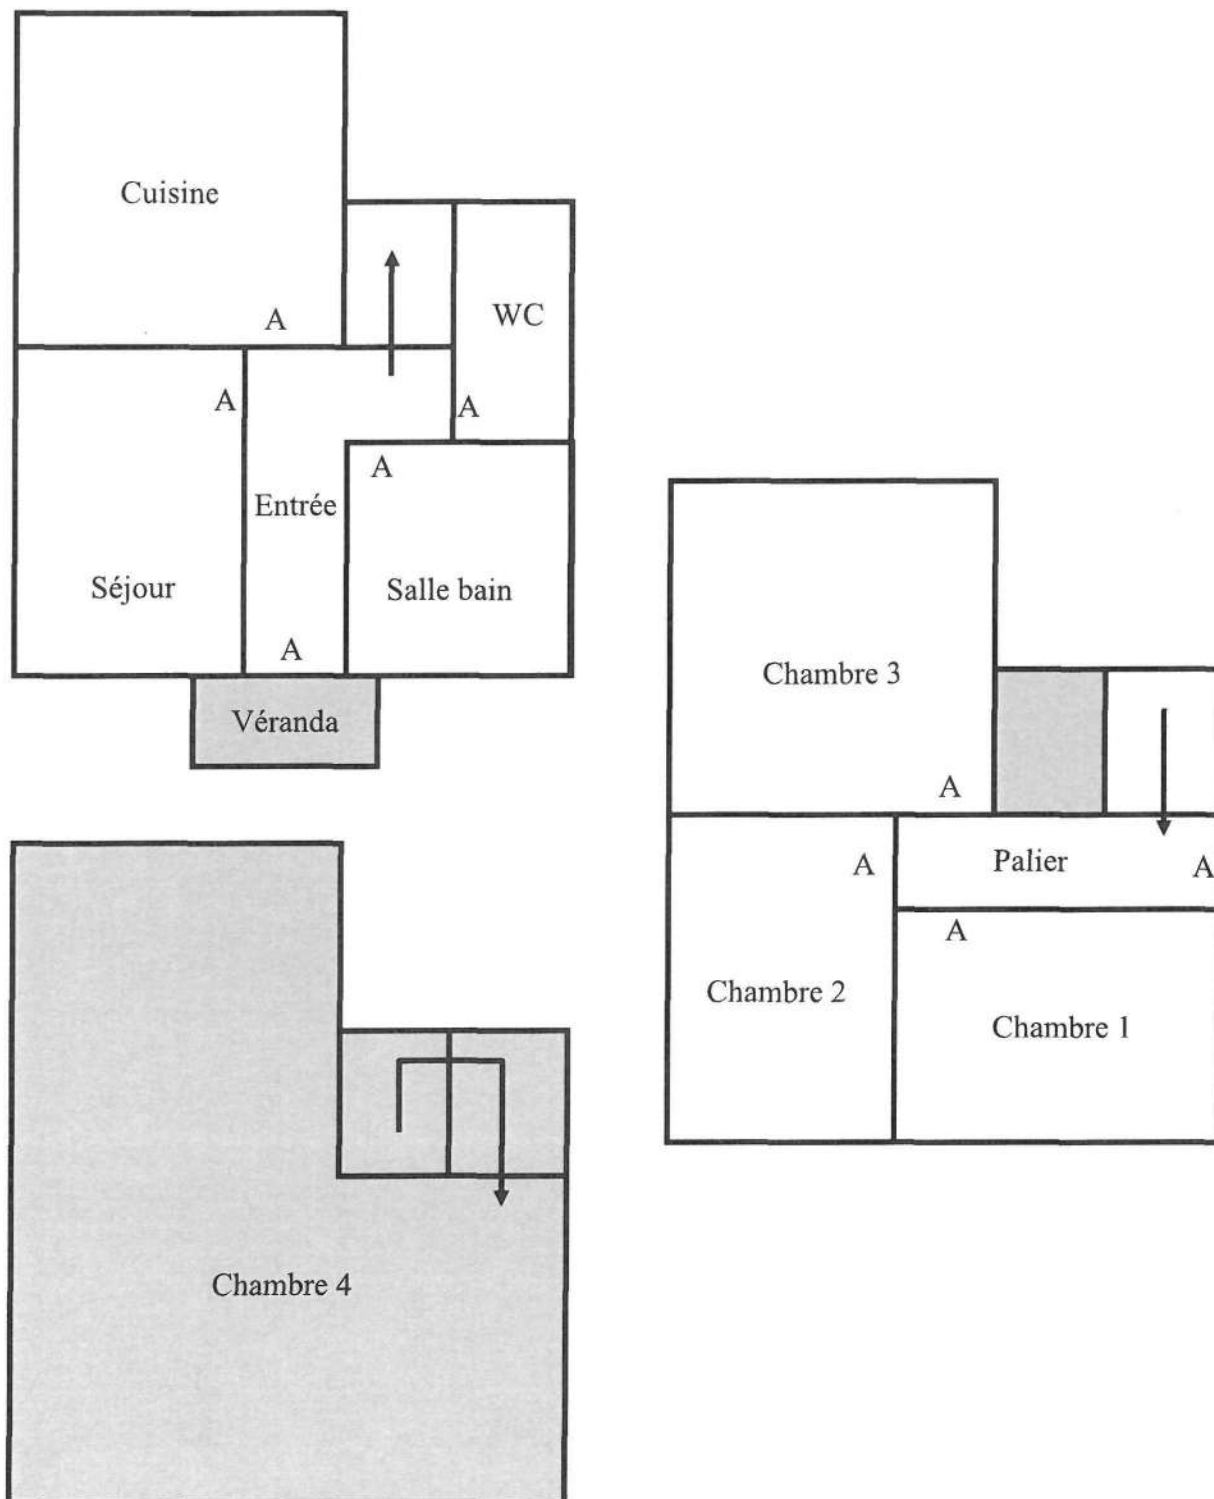 Cuisine
A
WC
A
A
A
Entrée
Séjour
Salle bain
A
Véranda
Chambre 3
A
Palier
A
A
A
Chambre 2
Chambre 1
Chambre 4